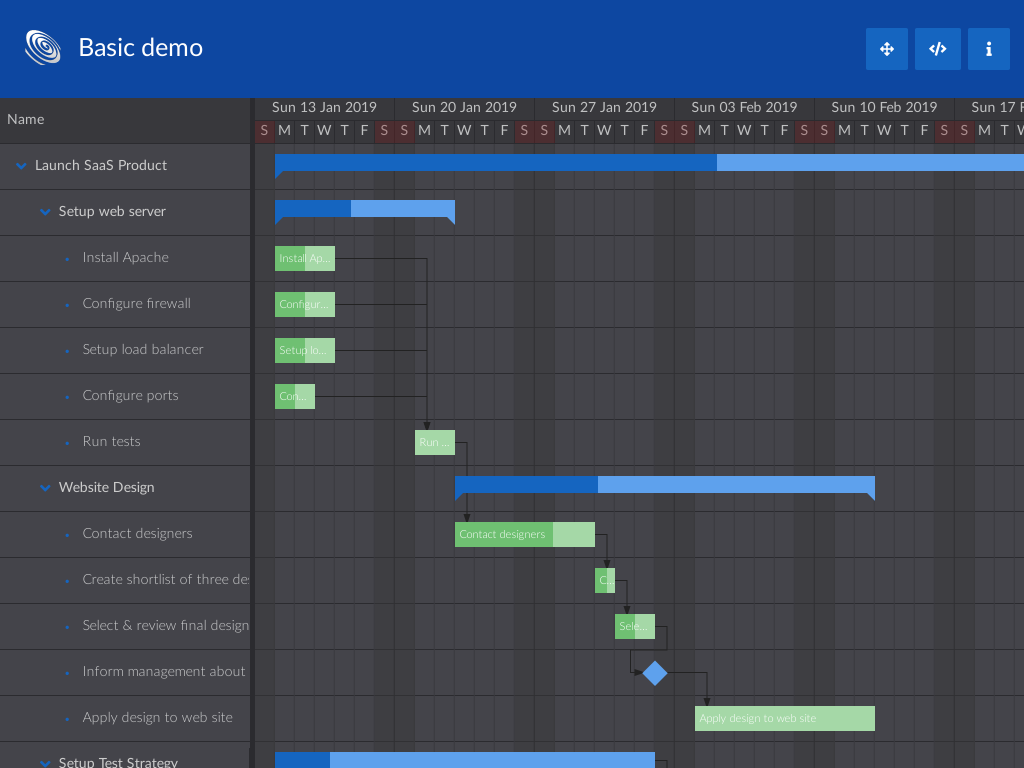 Basic demo
Name
Sun 13 Jan 2019 Sun 20 Jan 2019 Sun 27 Jan 2019 Sun 03 Feb 2019 Sun 10 Feb 2019 Sun 17 F
S M T W T F S S M T W T F S S M T W T F S S M T W T F S S M T W T F S S M T W
Launch SaaS Product
Setup web server
Install Apache Install Ap...
Configure firewall Configur...
Setup load balancer Setup lo...
Configure ports Con...
Run tests Run ...
Website Design
Contact designers Contact designers
Create shortlist of three des C...
Select & review final design Sele...
Inform management about
Apply design to web site Apply design to web site
Setup Test Strategy